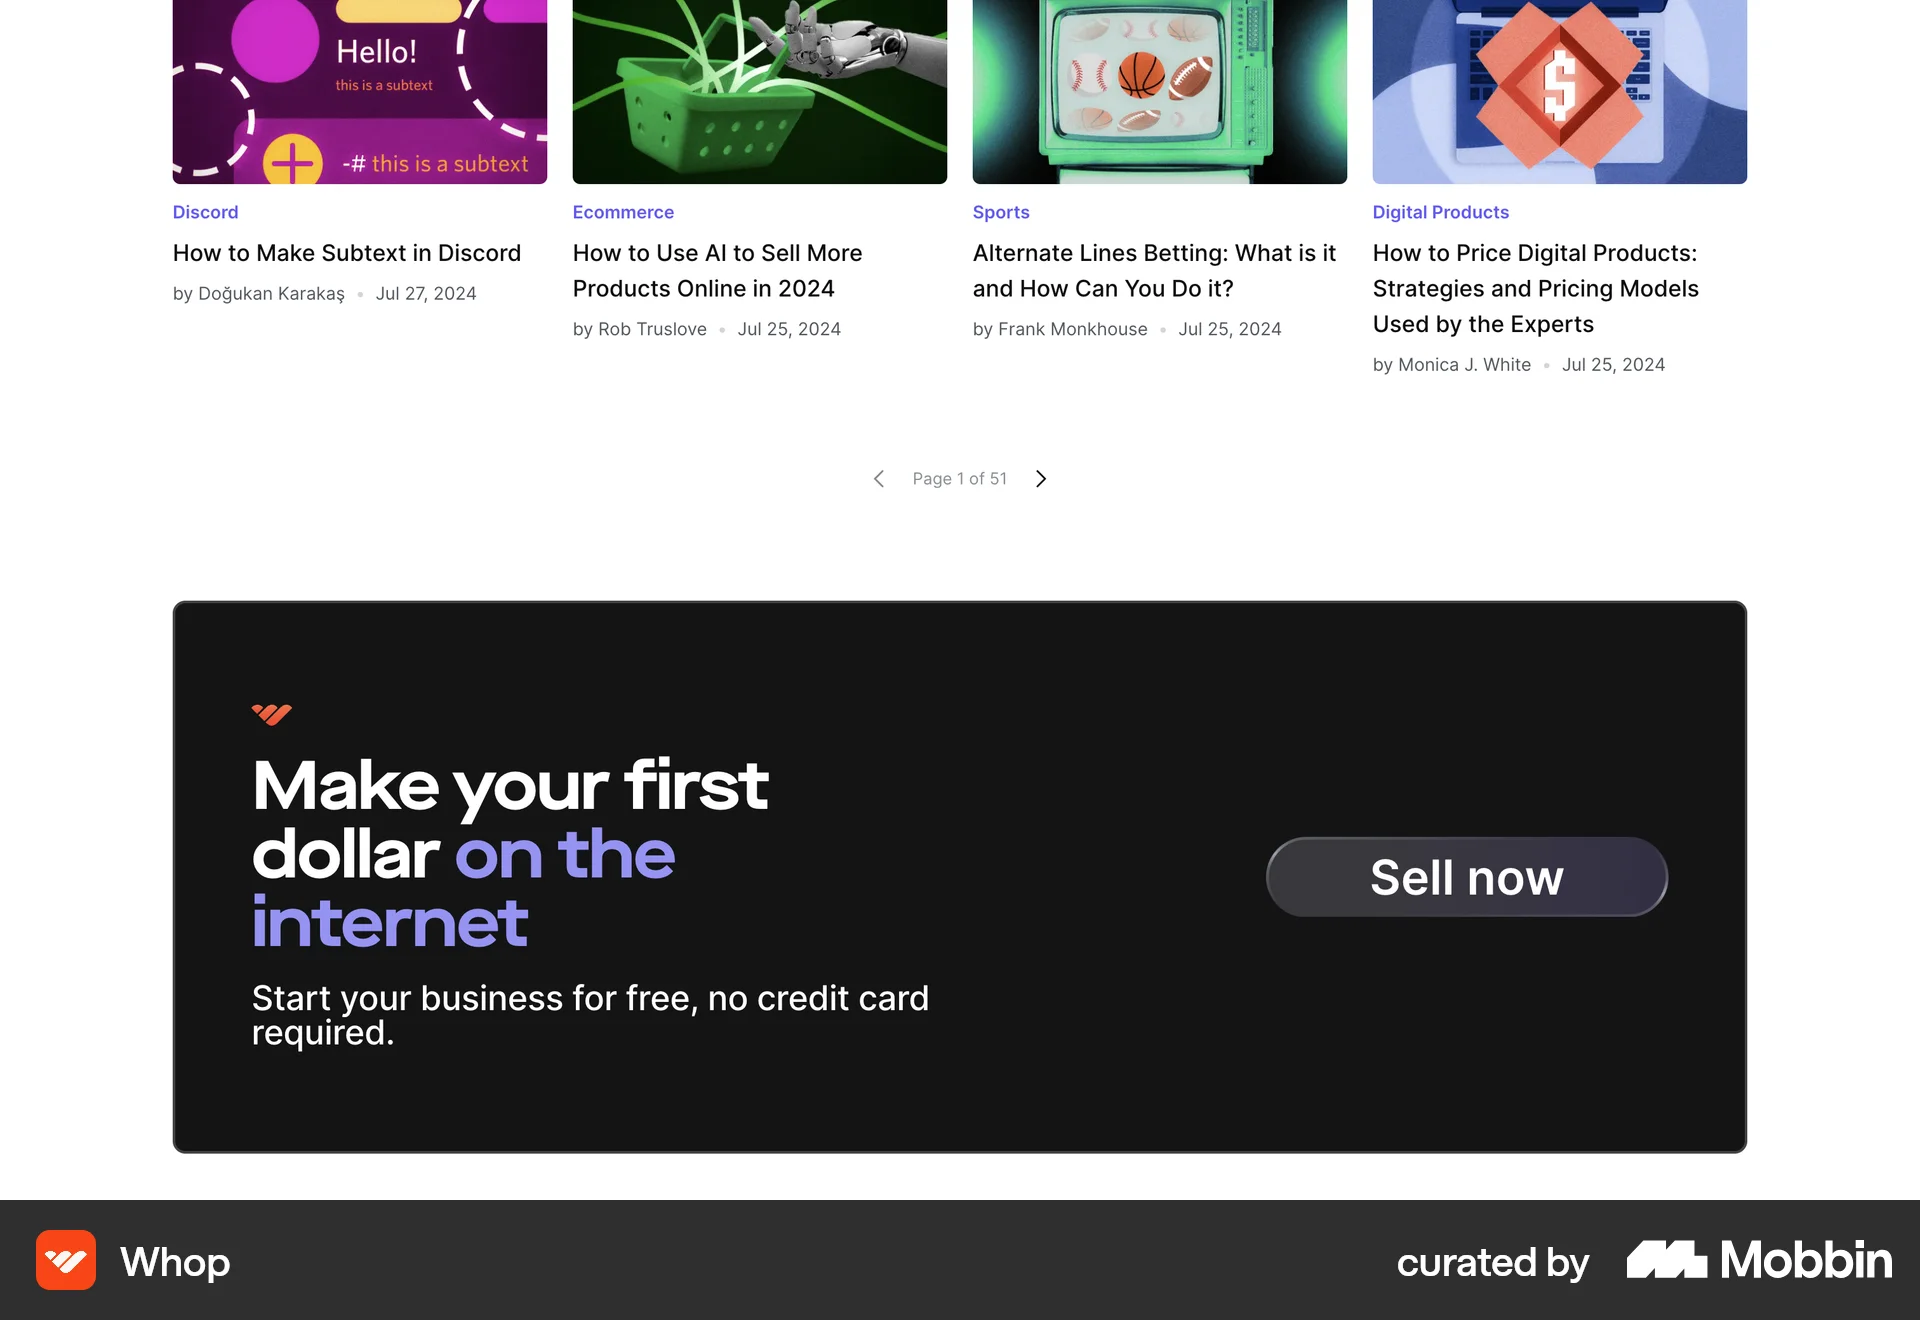 Hello!
this is a subtext
-# this is a subtext
Discord
How to Make Subtext in Discord
by Doğukan Karakaş • Jul 27, 2024
Ecommerce
How to Use AI to Sell More
Products Online in 2024
by Rob Truslove • Jul 25, 2024
Sports
Alternate Lines Betting: What is it
and How Can You Do it?
by Frank Monkhouse • Jul 25, 2024
$
Digital Products
How to Price Digital Products:
Strategies and Pricing Models
Used by the Experts
by Monica J. White • Jul 25, 2024
Page 1 of 51
Make your first
dollar on the
internet
Start your business for free, no credit card
required.
Sell now
Whop
curated by Mobbin